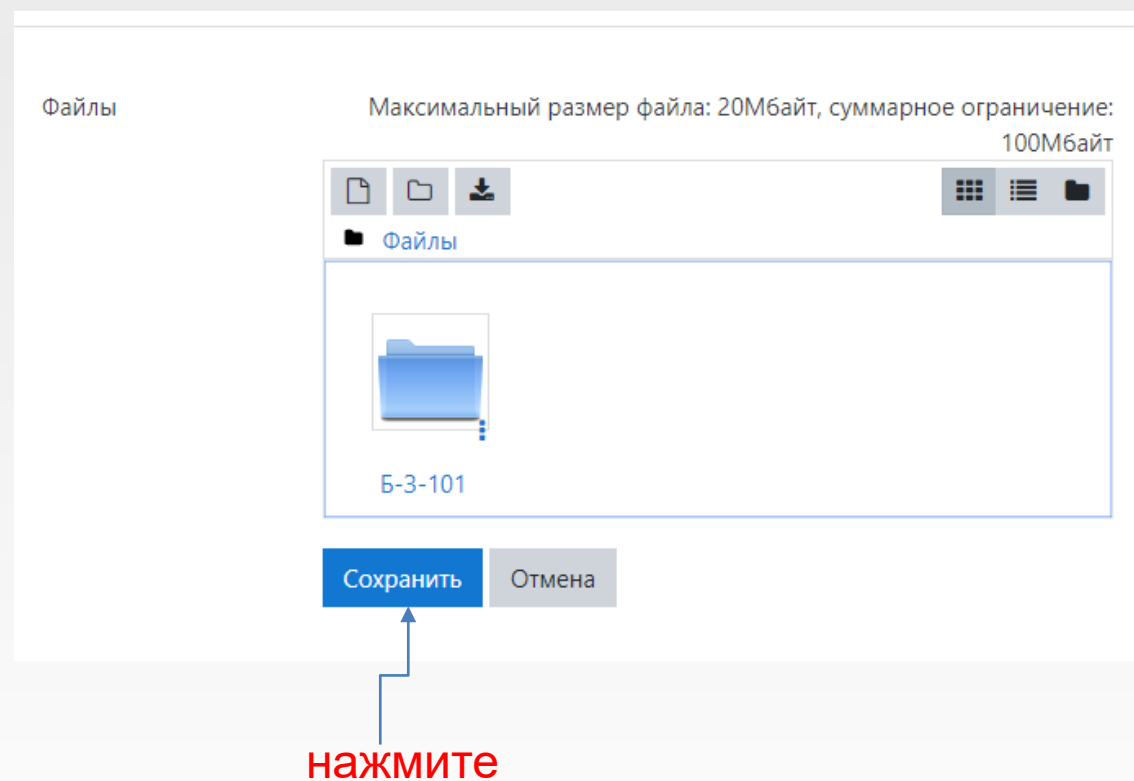 Файлы
Максимальный размер файла: 20Мбайт, суммарное ограничение:
100Мбайт
Файлы
Б-3-101
Сохранить
Отмена
нажмите